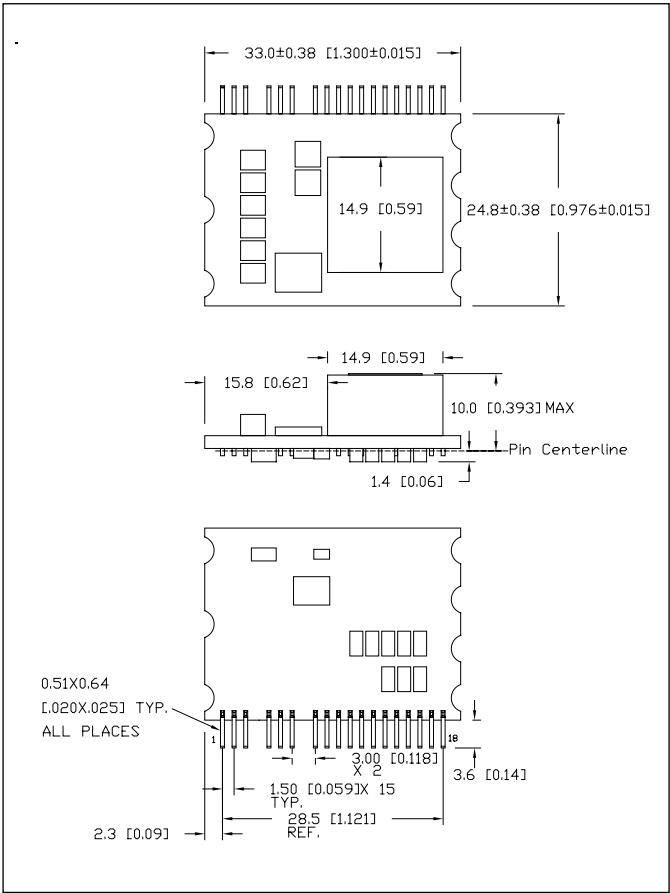 33.0±0.38 [1.300±0.015]
14.9 [0.59]
24.8±0.38 [0.976±0.015]
14.9 [0.59]
15.8 [0.62]
10.0 [0.393] MAX
Pin Centerline
1.4 [0.06]
0.51X0.64
[.020X.025] TYP.
ALL PLACES
1
18
3.00 [0.118]
X 2
3.6 [0.14]
1.50 [0.059]X 15
TYP.
28.5 [1.121]
REF.
2.3 [0.09]